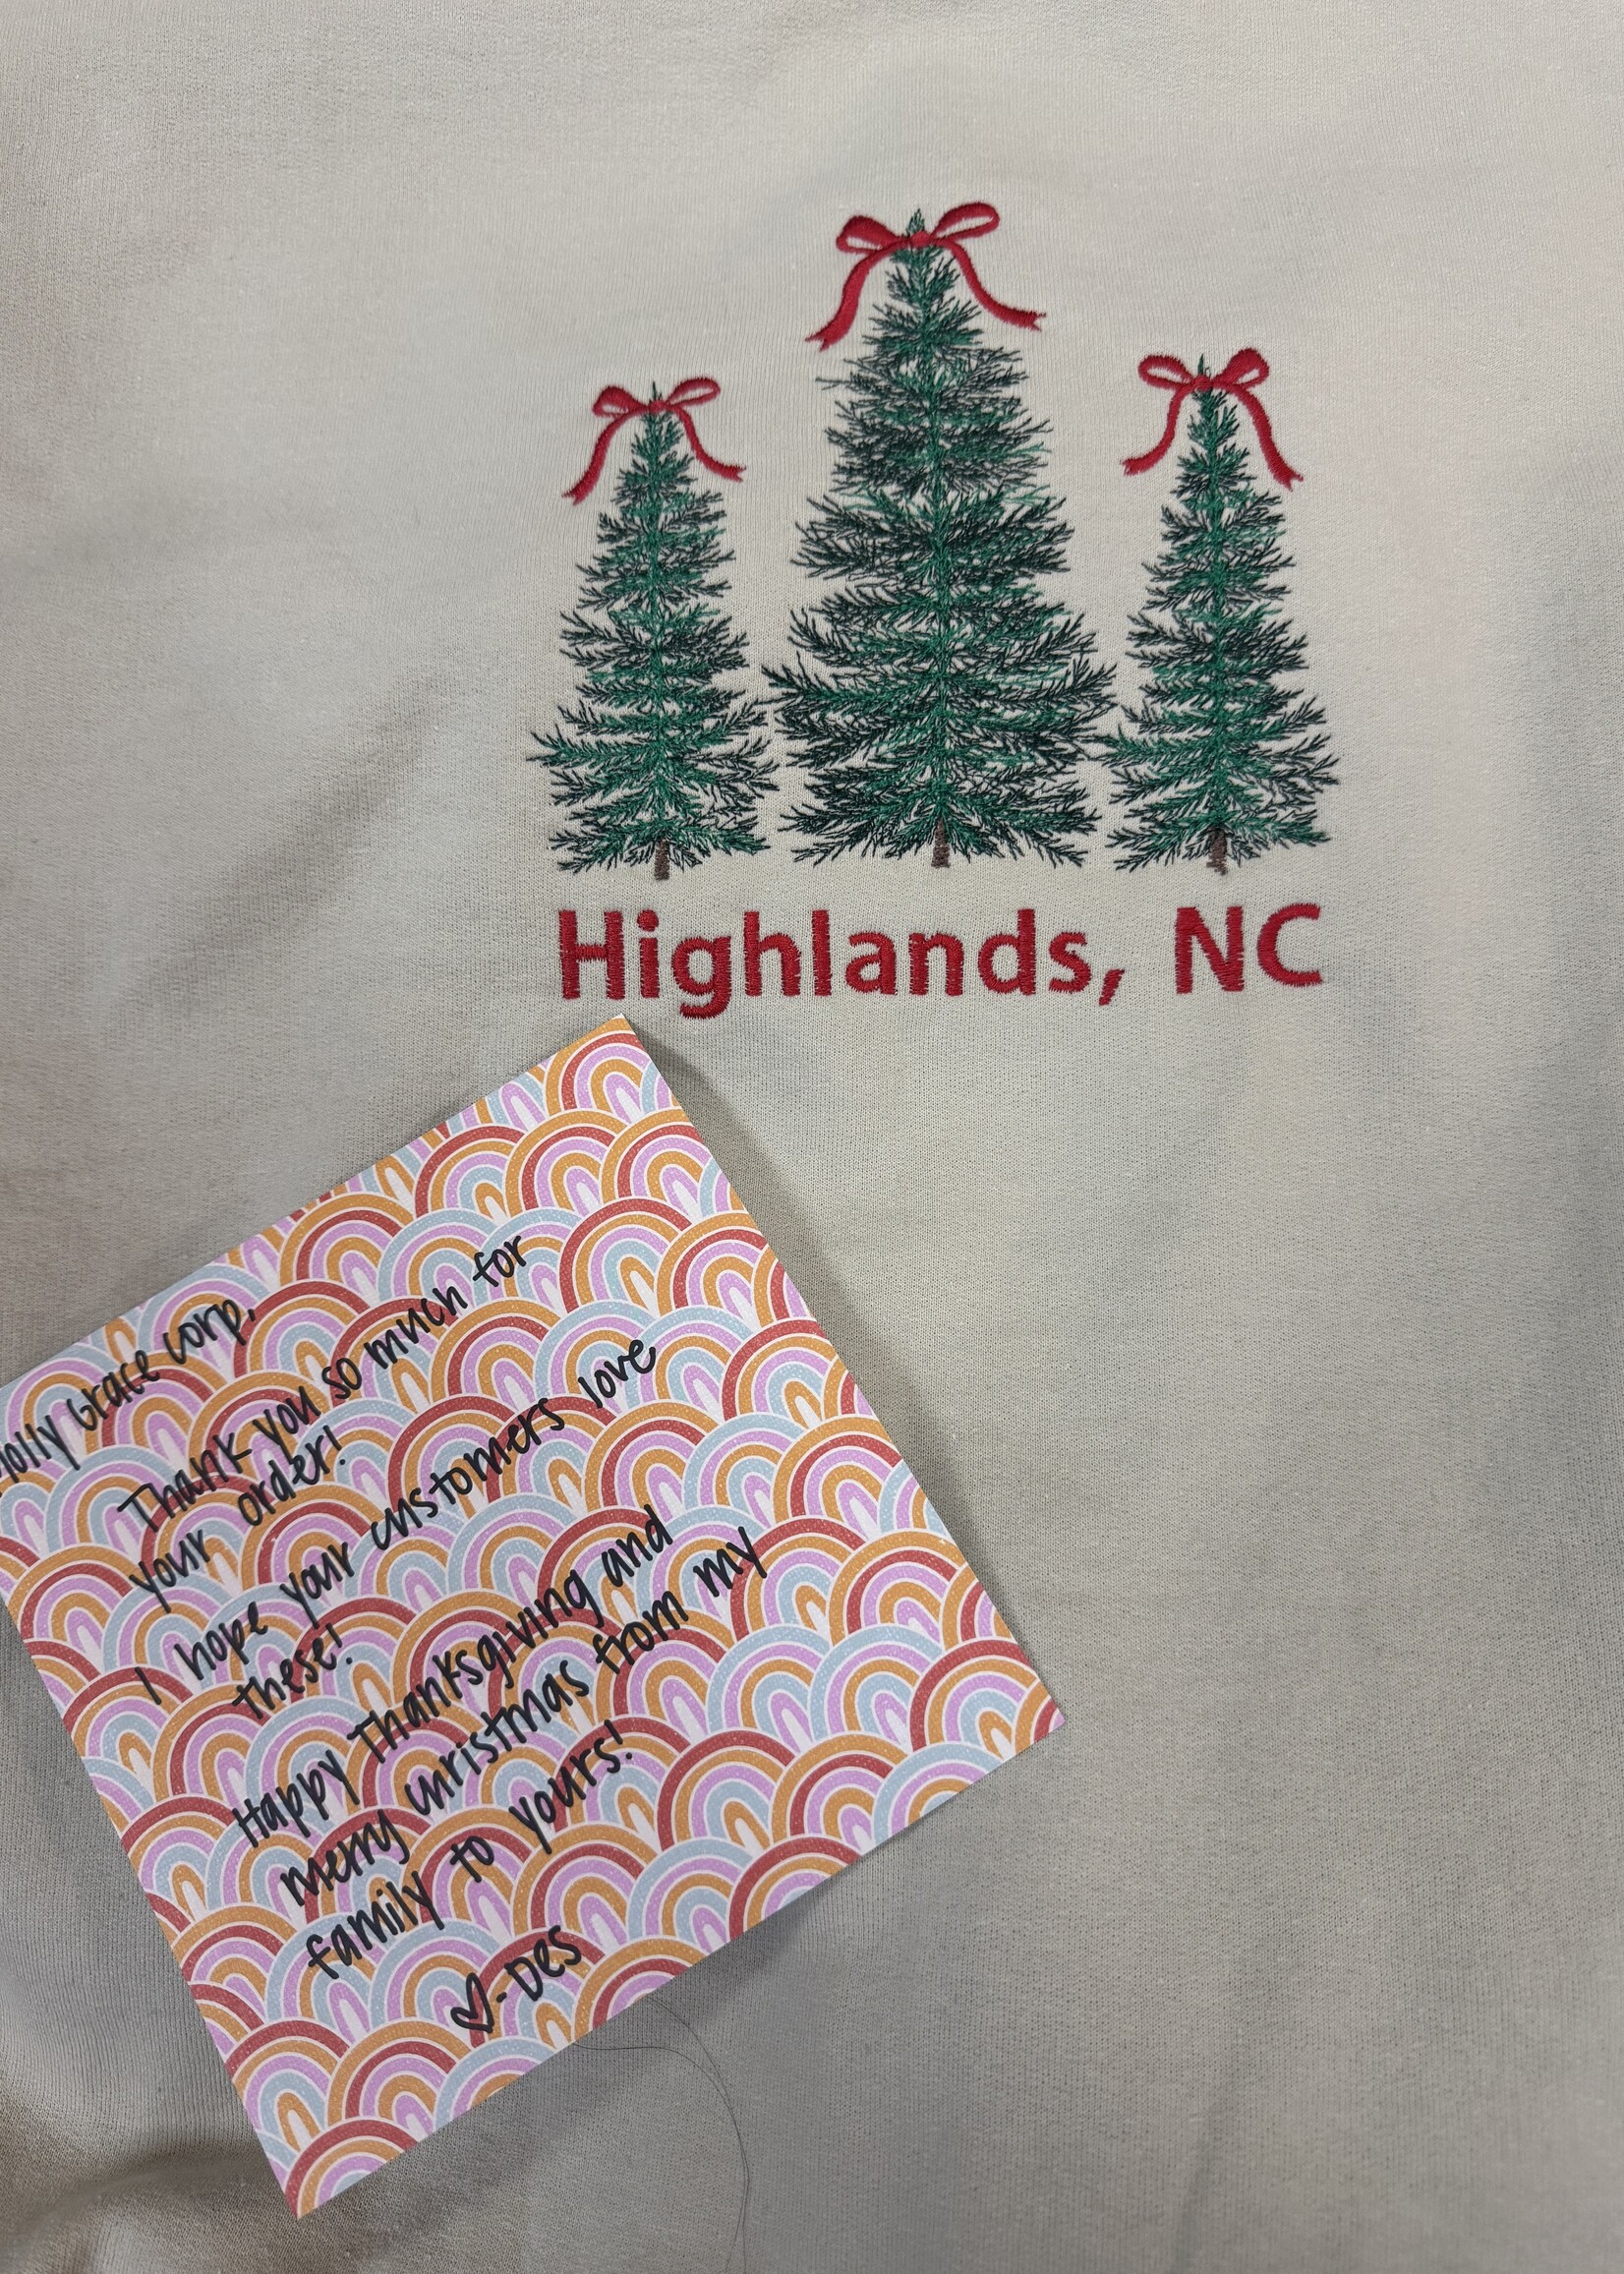 Highlands, NC
Grace Corp,
Thank you so much for
your order!
I hope your customers love
these!
Happy Thanksgiving and
merry christmas from my
family to yours!
♡-Des